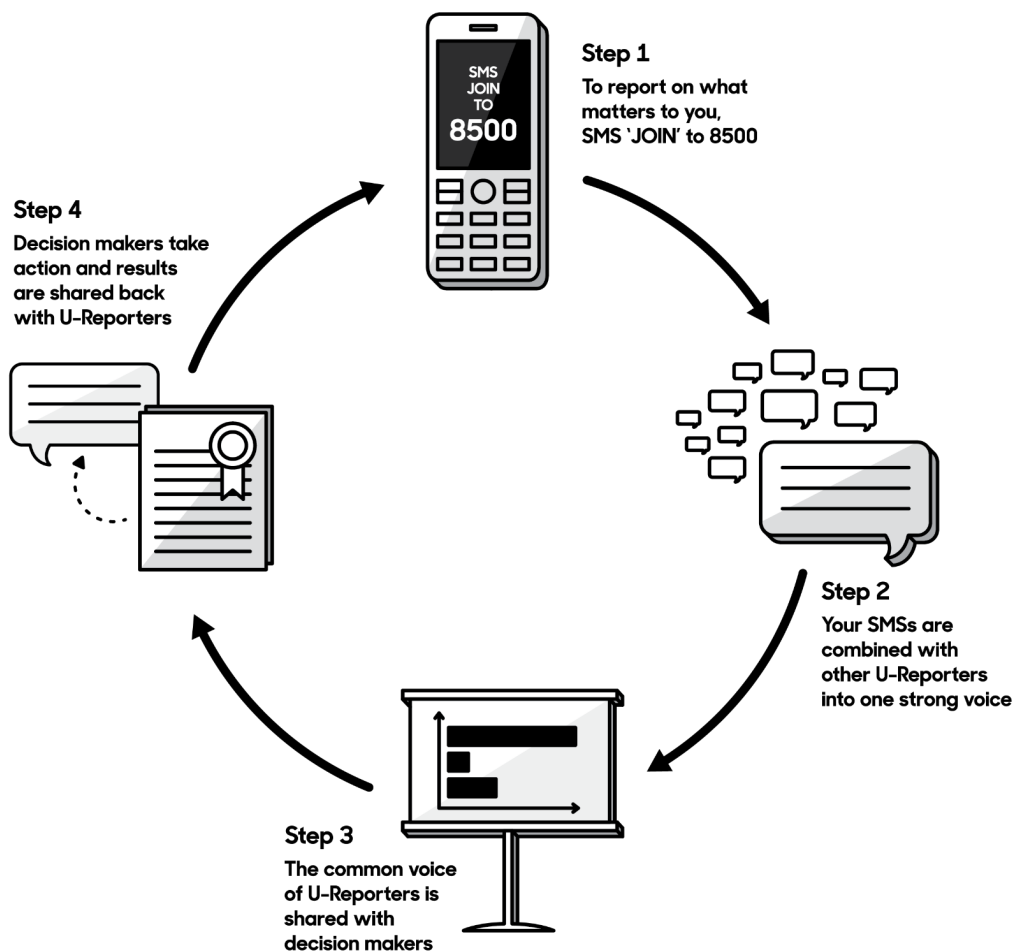 SMS
JOIN
TO
8500
Step 1
To report on what
matters to you,
SMS ‘JOIN’ to 8500
Step 2
Your SMSs are
combined with
other U-Reporters
into one strong voice
Step 3
The common voice
of U-Reporters is
shared with
decision makers
Step 4
Decision makers take
action and results
are shared back
with U-Reporters